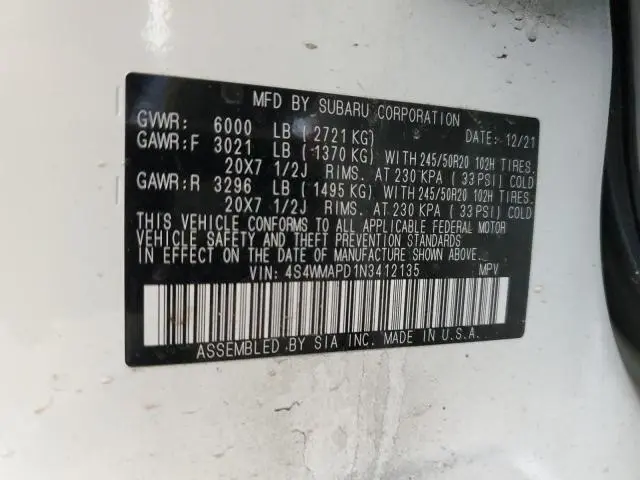 MFD BY SUBARU CORPORATION
GVWR: 6000 LB ( 2721 KG) DATE: 12/21
GAWR:F 3021 LB ( 1370 KG) WITH 245/50R20 102H TIRES.
20X7 1/2J RIMS. AT 230 KPA ( 33 PSI) COLD
GAWR:R 3296 LB ( 1495 KG) WITH 245/50R20 102H TIRES.
20X7 1/2J RIMS. AT 230 KPA ( 33 PSI) COLD
THIS VEHICLE CONFORMS TO ALL APPLICABLE FEDERAL MOTOR
VEHICLE SAFETY AND THEFT PREVENTION STANDARDS
IN EFFECT ON THE DATE OF MANUFACTURE SHOWN ABOVE.
VIN: 4S4WMAPD1N3412135 MPV
ASSEMBLED BY SIA INC. MADE IN U.S.A.